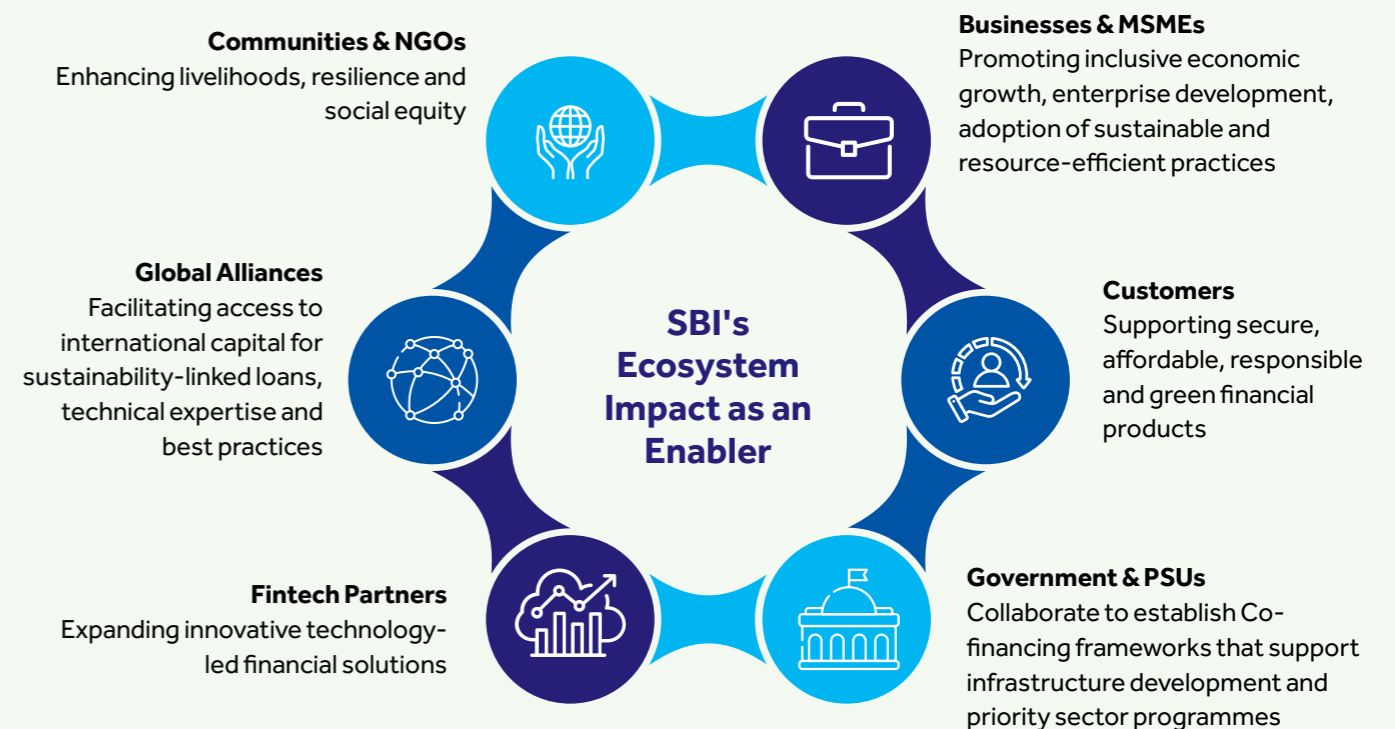 Communities & NGOs
Enhancing livelihoods, resilience and
social equity
Businesses & MSMEs
Promoting inclusive economic
growth, enterprise development,
adoption of sustainable and
resource-efficient practices
Global Alliances
Facilitating access to
international capital for
sustainability-linked loans,
technical expertise and
best practices
SBI's
Ecosystem
Impact as an
Enabler
Customers
Supporting secure,
affordable, responsible
and green financial
products
Fintech Partners
Expanding innovative technology-
led financial solutions
Government & PSUs
Collaborate to establish Co-
financing frameworks that support
infrastructure development and
priority sector programmes